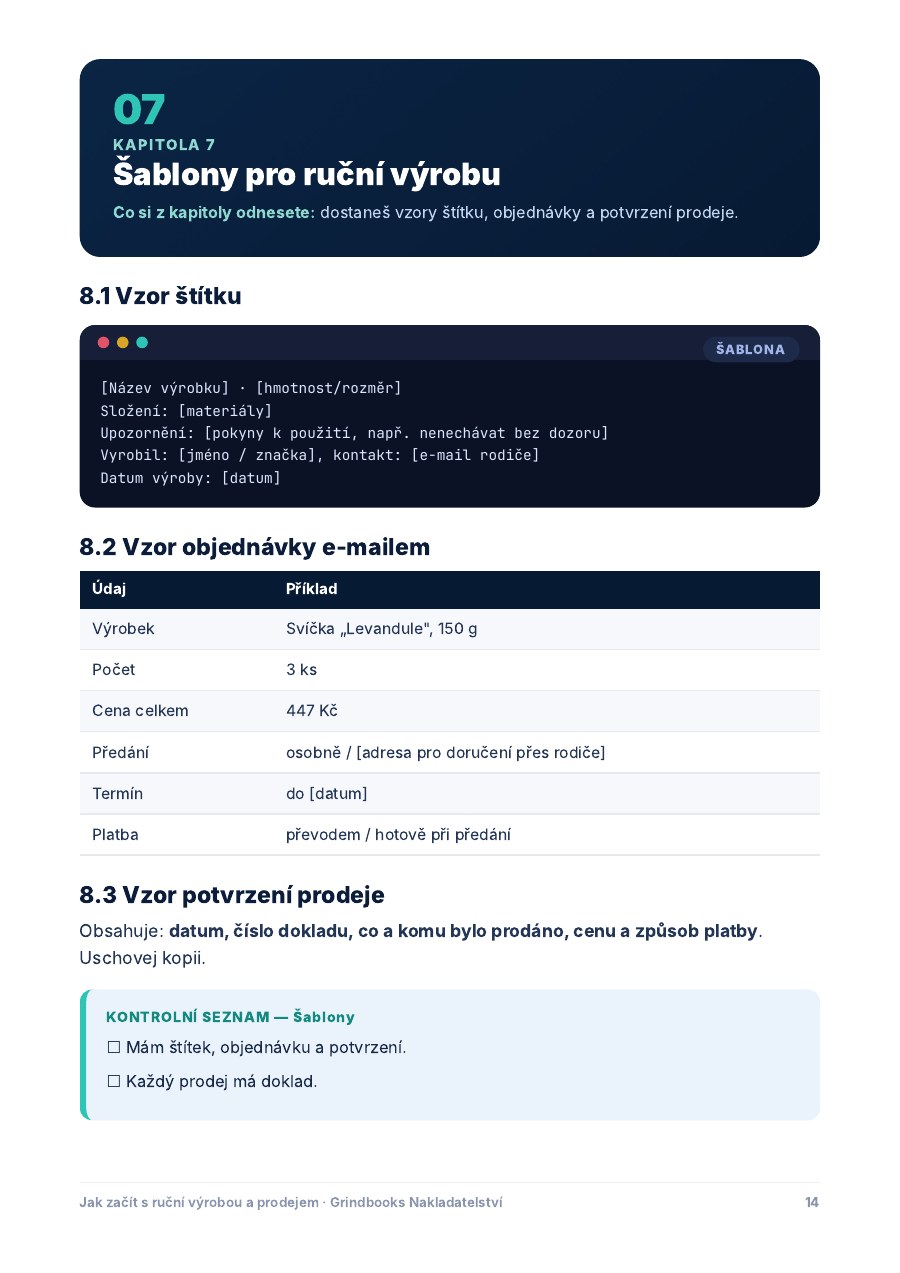 07
KAPITOLA 7
Šablony pro ruční výrobu
Co si z kapitoly odnesete: dostaneš vzory štítku, objednávky a potvrzení prodeje.
8.1 Vzor štítku
ŠABLONA
[Název výrobku] · [hmotnost/rozměr]
Složení: [materiály]
Upozornění: [pokyny k použití, např. nenechávat bez dozoru]
Vyrobil: [jméno / značka], kontakt: [e-mail rodiče]
Datum výroby: [datum]
8.2 Vzor objednávky e-mailem
Údaj Příklad
Výrobek Svíčka „Levandule", 150 g
Počet 3 ks
Cena celkem 447 Kč
Předání osobně / [adresa pro doručení přes rodiče]
Termín do [datum]
Platba převodem / hotově při předání
8.3 Vzor potvrzení prodeje
Obsahuje: datum, číslo dokladu, co a komu bylo prodáno, cenu a způsob platby.
Uschovej kopii.
KONTROLNÍ SEZNAM — Šablony
☐ Mám štítek, objednávku a potvrzení.
☐ Každý prodej má doklad.
Jak začít s ruční výrobou a prodejem · Grindbooks Nakladatelství 14